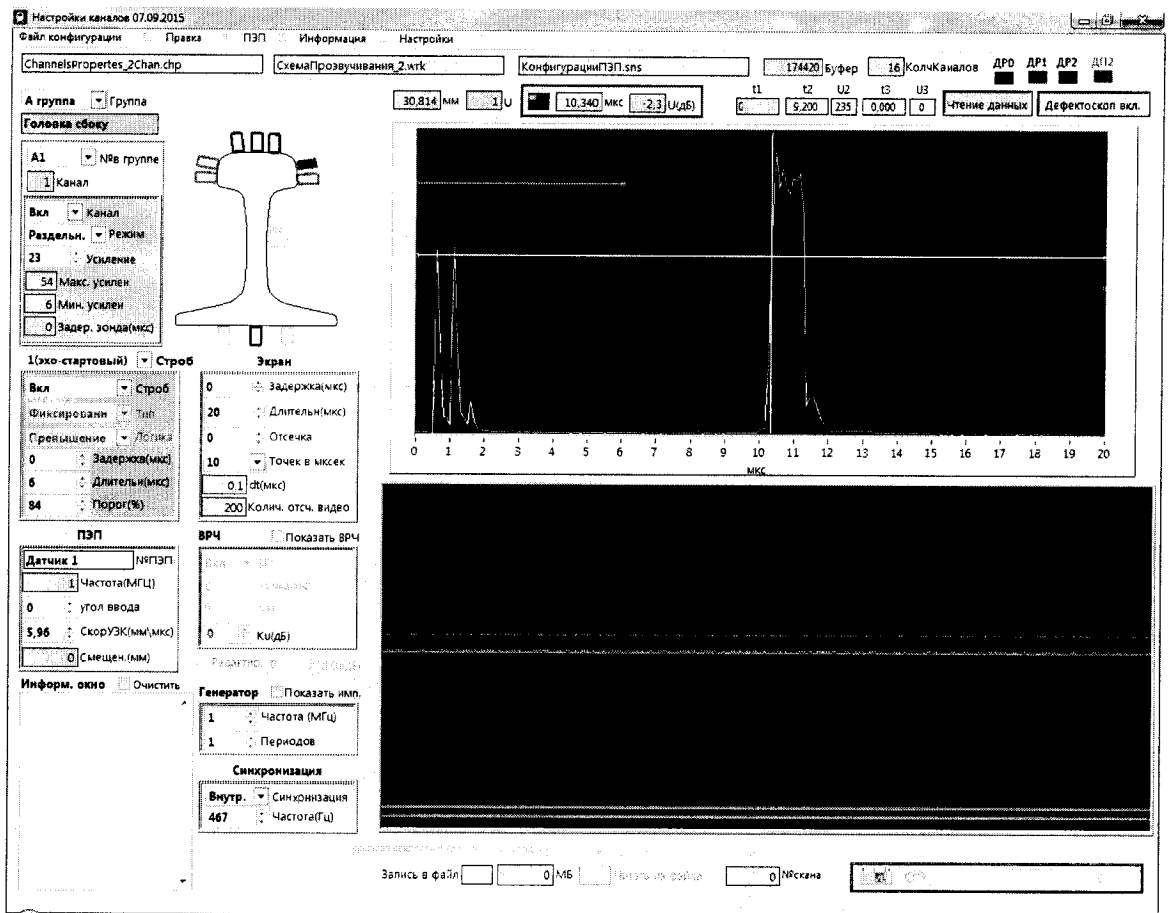 Настройки каналов 07.09.2015
Файл конфигурации Правка ПЭП Информация Настройки
ChannelsPropertes_2Chan.chp СхемаПрозвучивания_2.wrk КонфигурацииПЭП.sns 174420 Буфер 16 КолчКаналов ДР0 ДР1 ДР2 ДП2
А группа Группа 30,814 мм 1 U 10,340 мкс -2,3 U(дБ) t1 t2 U2 t3 U3
9,200 235 0,000 0 Чтение данных Дефектоскоп вкл.
Головка сбоку
А1 №в группе
1 Канал
Вкл Канал
Раздельн. Режим
23 Усиление
54 Макс. усилен
6 Мин. усилен
0 Задер. зонда(мкс)
1(эхо-стартовый) Строб Экран
Вкл Строб 0 Задержка(мкс)
Фиксированн Тип 20 Длительн(мкс)
Превышение Логика 0 Отсечка
0 Задержка(мкс) 10 Точек в мксек
6 Длительн(мкс) 0,1 dt(мкс)
84 Порог(%) 200 Колич. отсч. видео
0 1 2 3 4 5 6 7 8 9 10 11 12 13 14 15 16 17 18 19 20
мкс
ПЭП ВРЧ Показать ВРЧ
Датчик 1 №ПЭП
1 Частота(МГЦ)
0 угол ввода
5,96 СкорУЗК(мм\мкс) 0 Ku(дБ)
0 Смещен.(мм)
Информ. окно Очистить Генератор Показать имп.
1 Частота (МГц)
1 Периодов
Синхронизация
Внутр. Синхрнизация
467 Частота(Гц)
Запись в файл 0 МБ 0 №скана